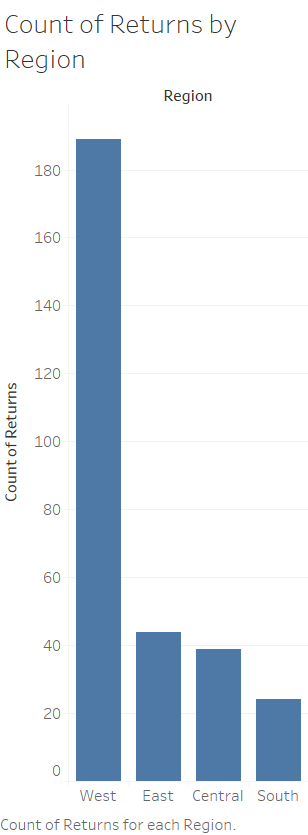 Count of Returns by
Region
Region
180
160
140
120
100
80
60
40
20
0
Count of Returns
West East Central South
Count of Returns for each Region.